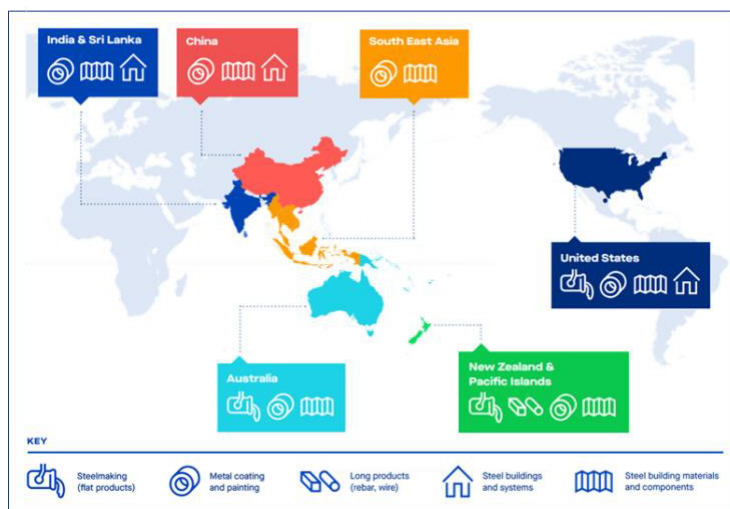 India & Sri Lanka
China
South East Asia
United States
Australia
New Zealand &
Pacific Islands
KEY
Steelmaking
(flat products)
Metal coating
and painting
Long products
(rebar, wire)
Steel buildings
and systems
Steel building materials
and components